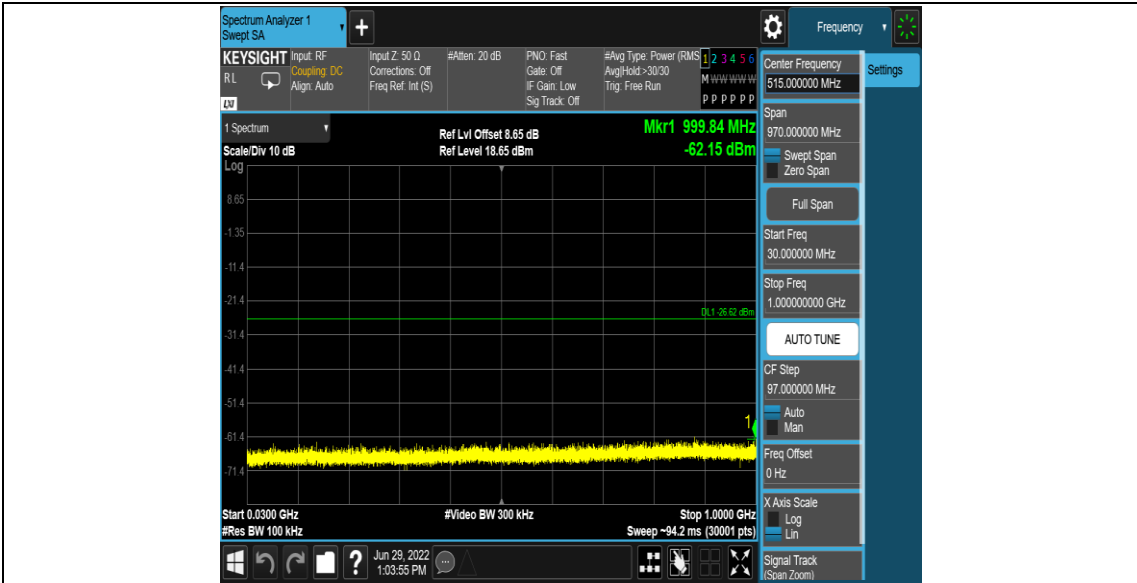 Spectrum Analyzer 1
Swept SA
Frequency
KEYSIGHT
R L
LXI
Input: RF
Coupling: DC
Align: Auto
Input Z: 50 Ω
Corrections: Off
Freq Ref: Int (S)
#Atten: 20 dB
PNO: Fast
Gate: Off
IF Gain: Low
Sig Track: Off
#Avg Type: Power (RMS
Avg|Hold:>30/30
Trig: Free Run
1 2 3 4 5 6
M W W W W W
P P P P P P
Center Frequency
515.000000 MHz
Settings
Span
970.000000 MHz
Swept Span
Zero Span
Full Span
Start Freq
30.000000 MHz
Stop Freq
1.000000000 GHz
AUTO TUNE
CF Step
97.000000 MHz
Auto
Man
Freq Offset
0 Hz
X Axis Scale
Log
Lin
Signal Track
(Span Zoom)
1 Spectrum
Scale/Div 10 dB
Log
Ref Lvl Offset 8.65 dB
Ref Level 18.65 dBm
Mkr1 999.84 MHz
-62.15 dBm
8.65
-1.35
-11.4
-21.4
DL1 -26.62 dBm
-31.4
-41.4
-51.4
1
-61.4
-71.4
Start 0.0300 GHz
#Video BW 300 kHz
Stop 1.0000 GHz
#Res BW 100 kHz
Sweep ~94.2 ms (30001 pts)
?
Jun 29, 2022
1:03:55 PM